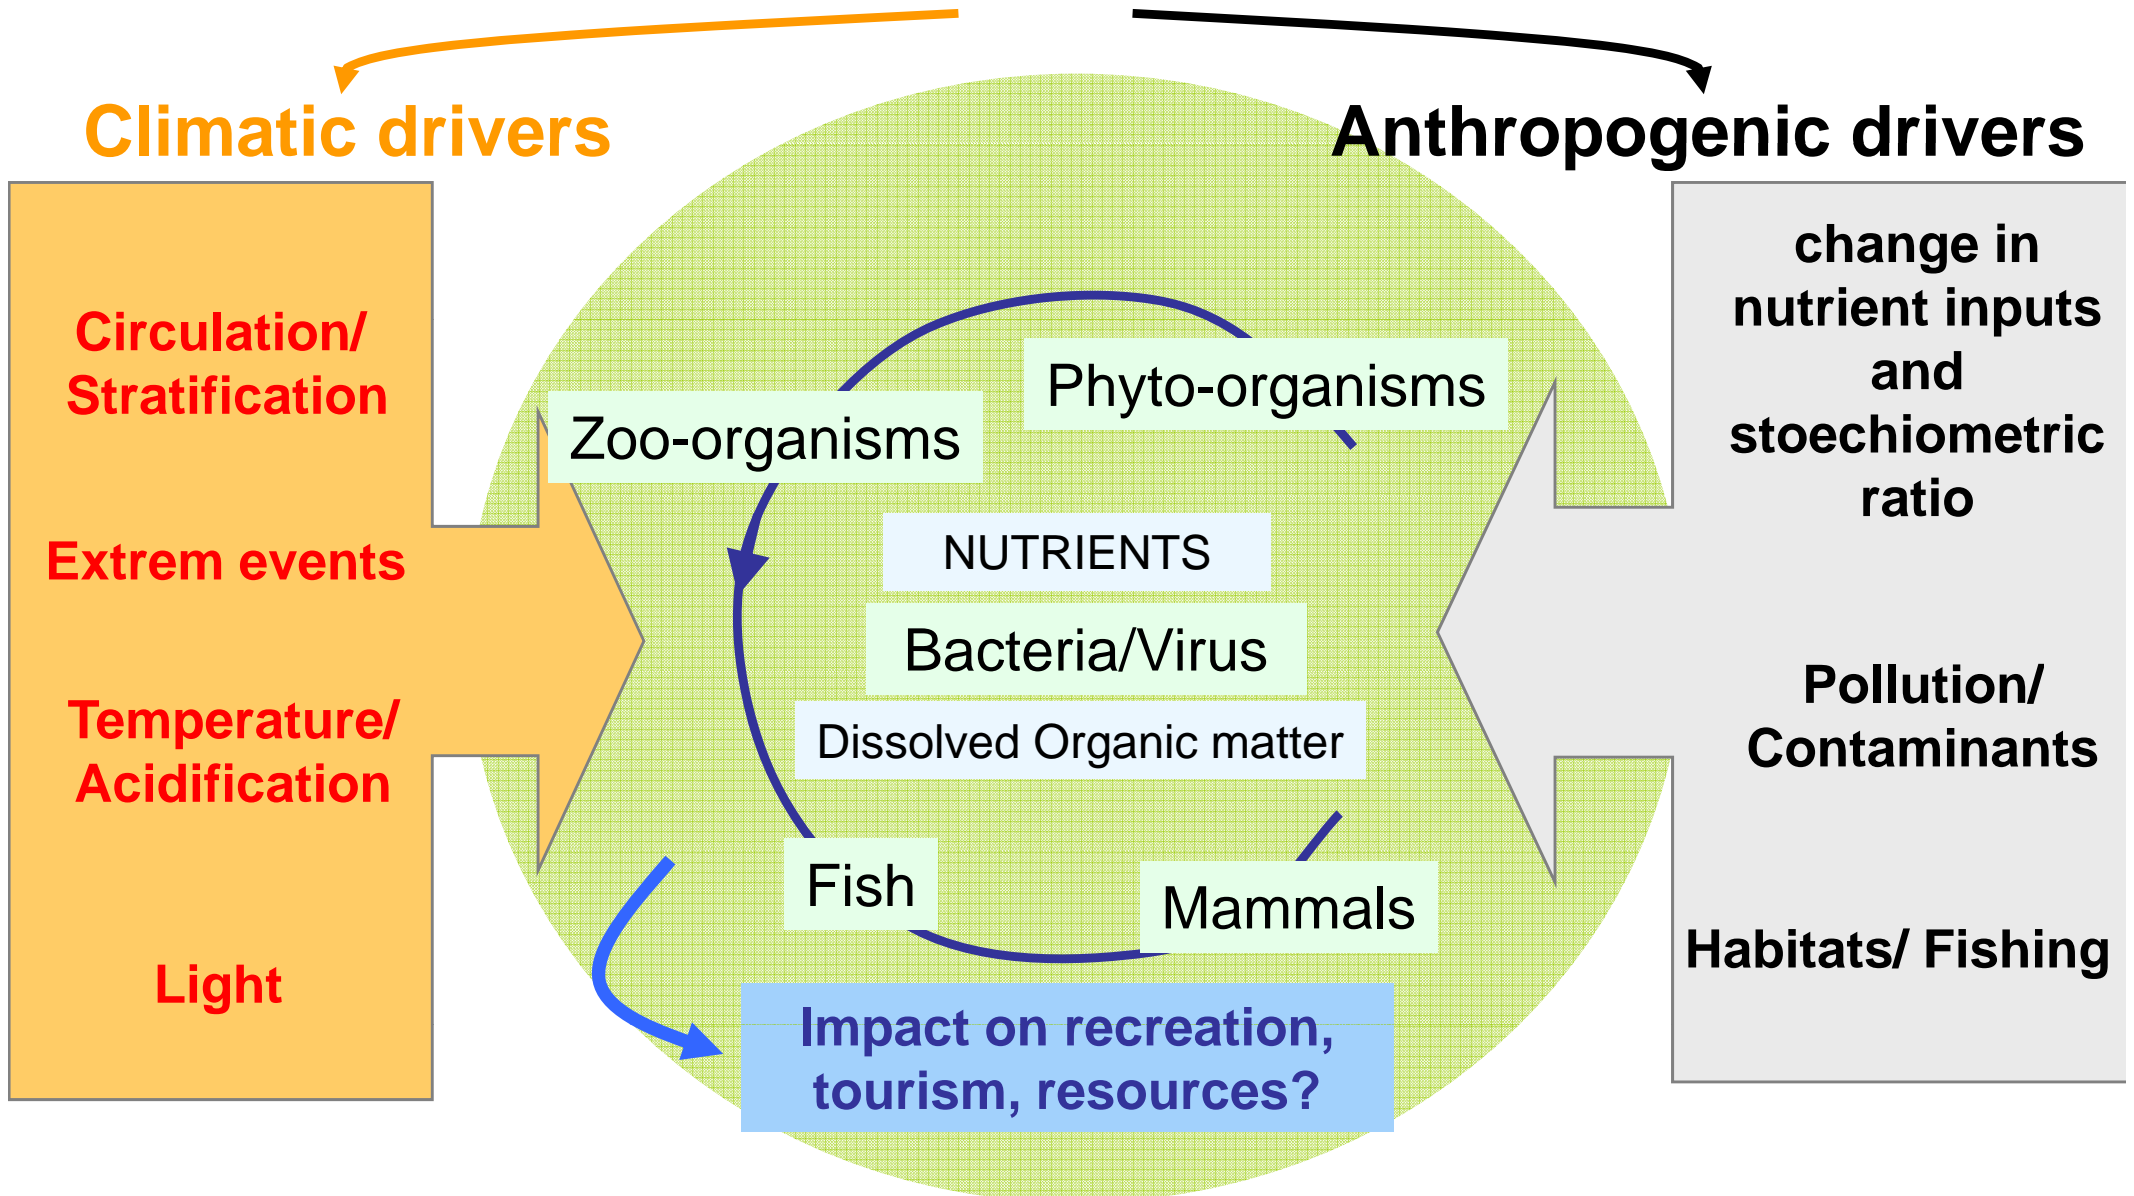 Climatic drivers
Anthropogenic drivers
Circulation/
Stratification
Extrem events
Temperature/
Acidification
Light
Phyto-organisms
Zoo-organisms
NUTRIENTS
Bacteria/Virus
Dissolved Organic matter
Fish
Mammals
Impact on recreation,
tourism, resources?
change in
nutrient inputs
and
stoechiometric
ratio
Pollution/
Contaminants
Habitats/ Fishing